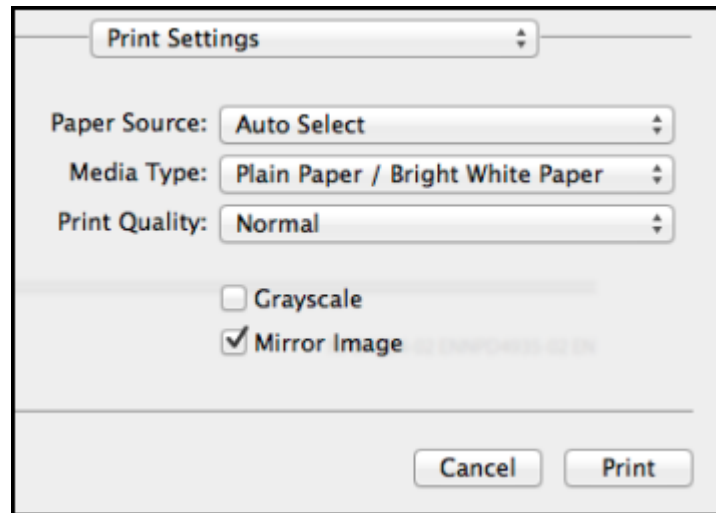 Print Settings
Paper Source: Auto Select
Media Type: Plain Paper / Bright White Paper
Print Quality: Normal
Grayscale
Mirror Image
Cancel Print